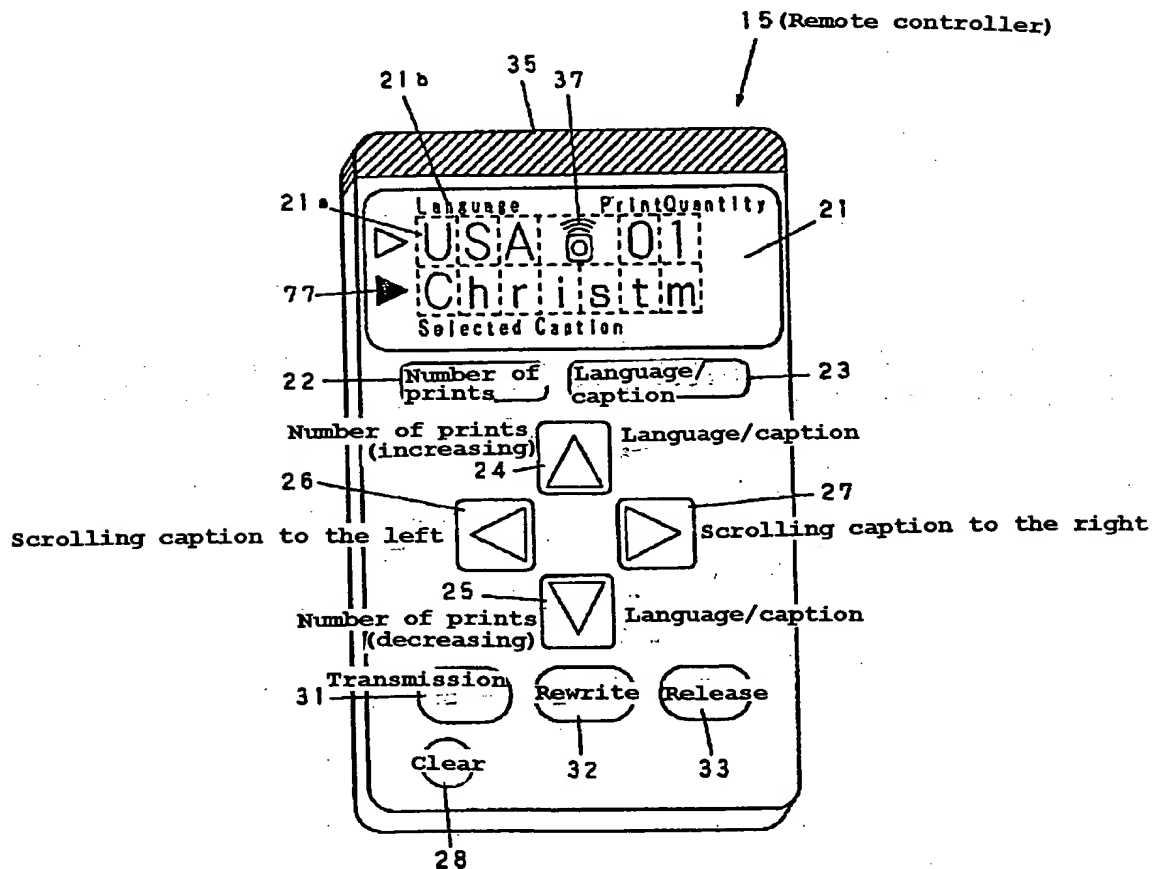 15(Remote controller)
35
21b
37
21a
Language
PrintQuantity
21
USA 01
77
Christm
Selected Caption
22
Number of
prints
Language/
caption
23
Number of prints
(increasing)
24
Language/caption
26
27
Scrolling caption to the left
Scrolling caption to the right
25
Number of prints
(decreasing)
Language/caption
Transmission
31
Rewrite
Release
32
33
Clear
28